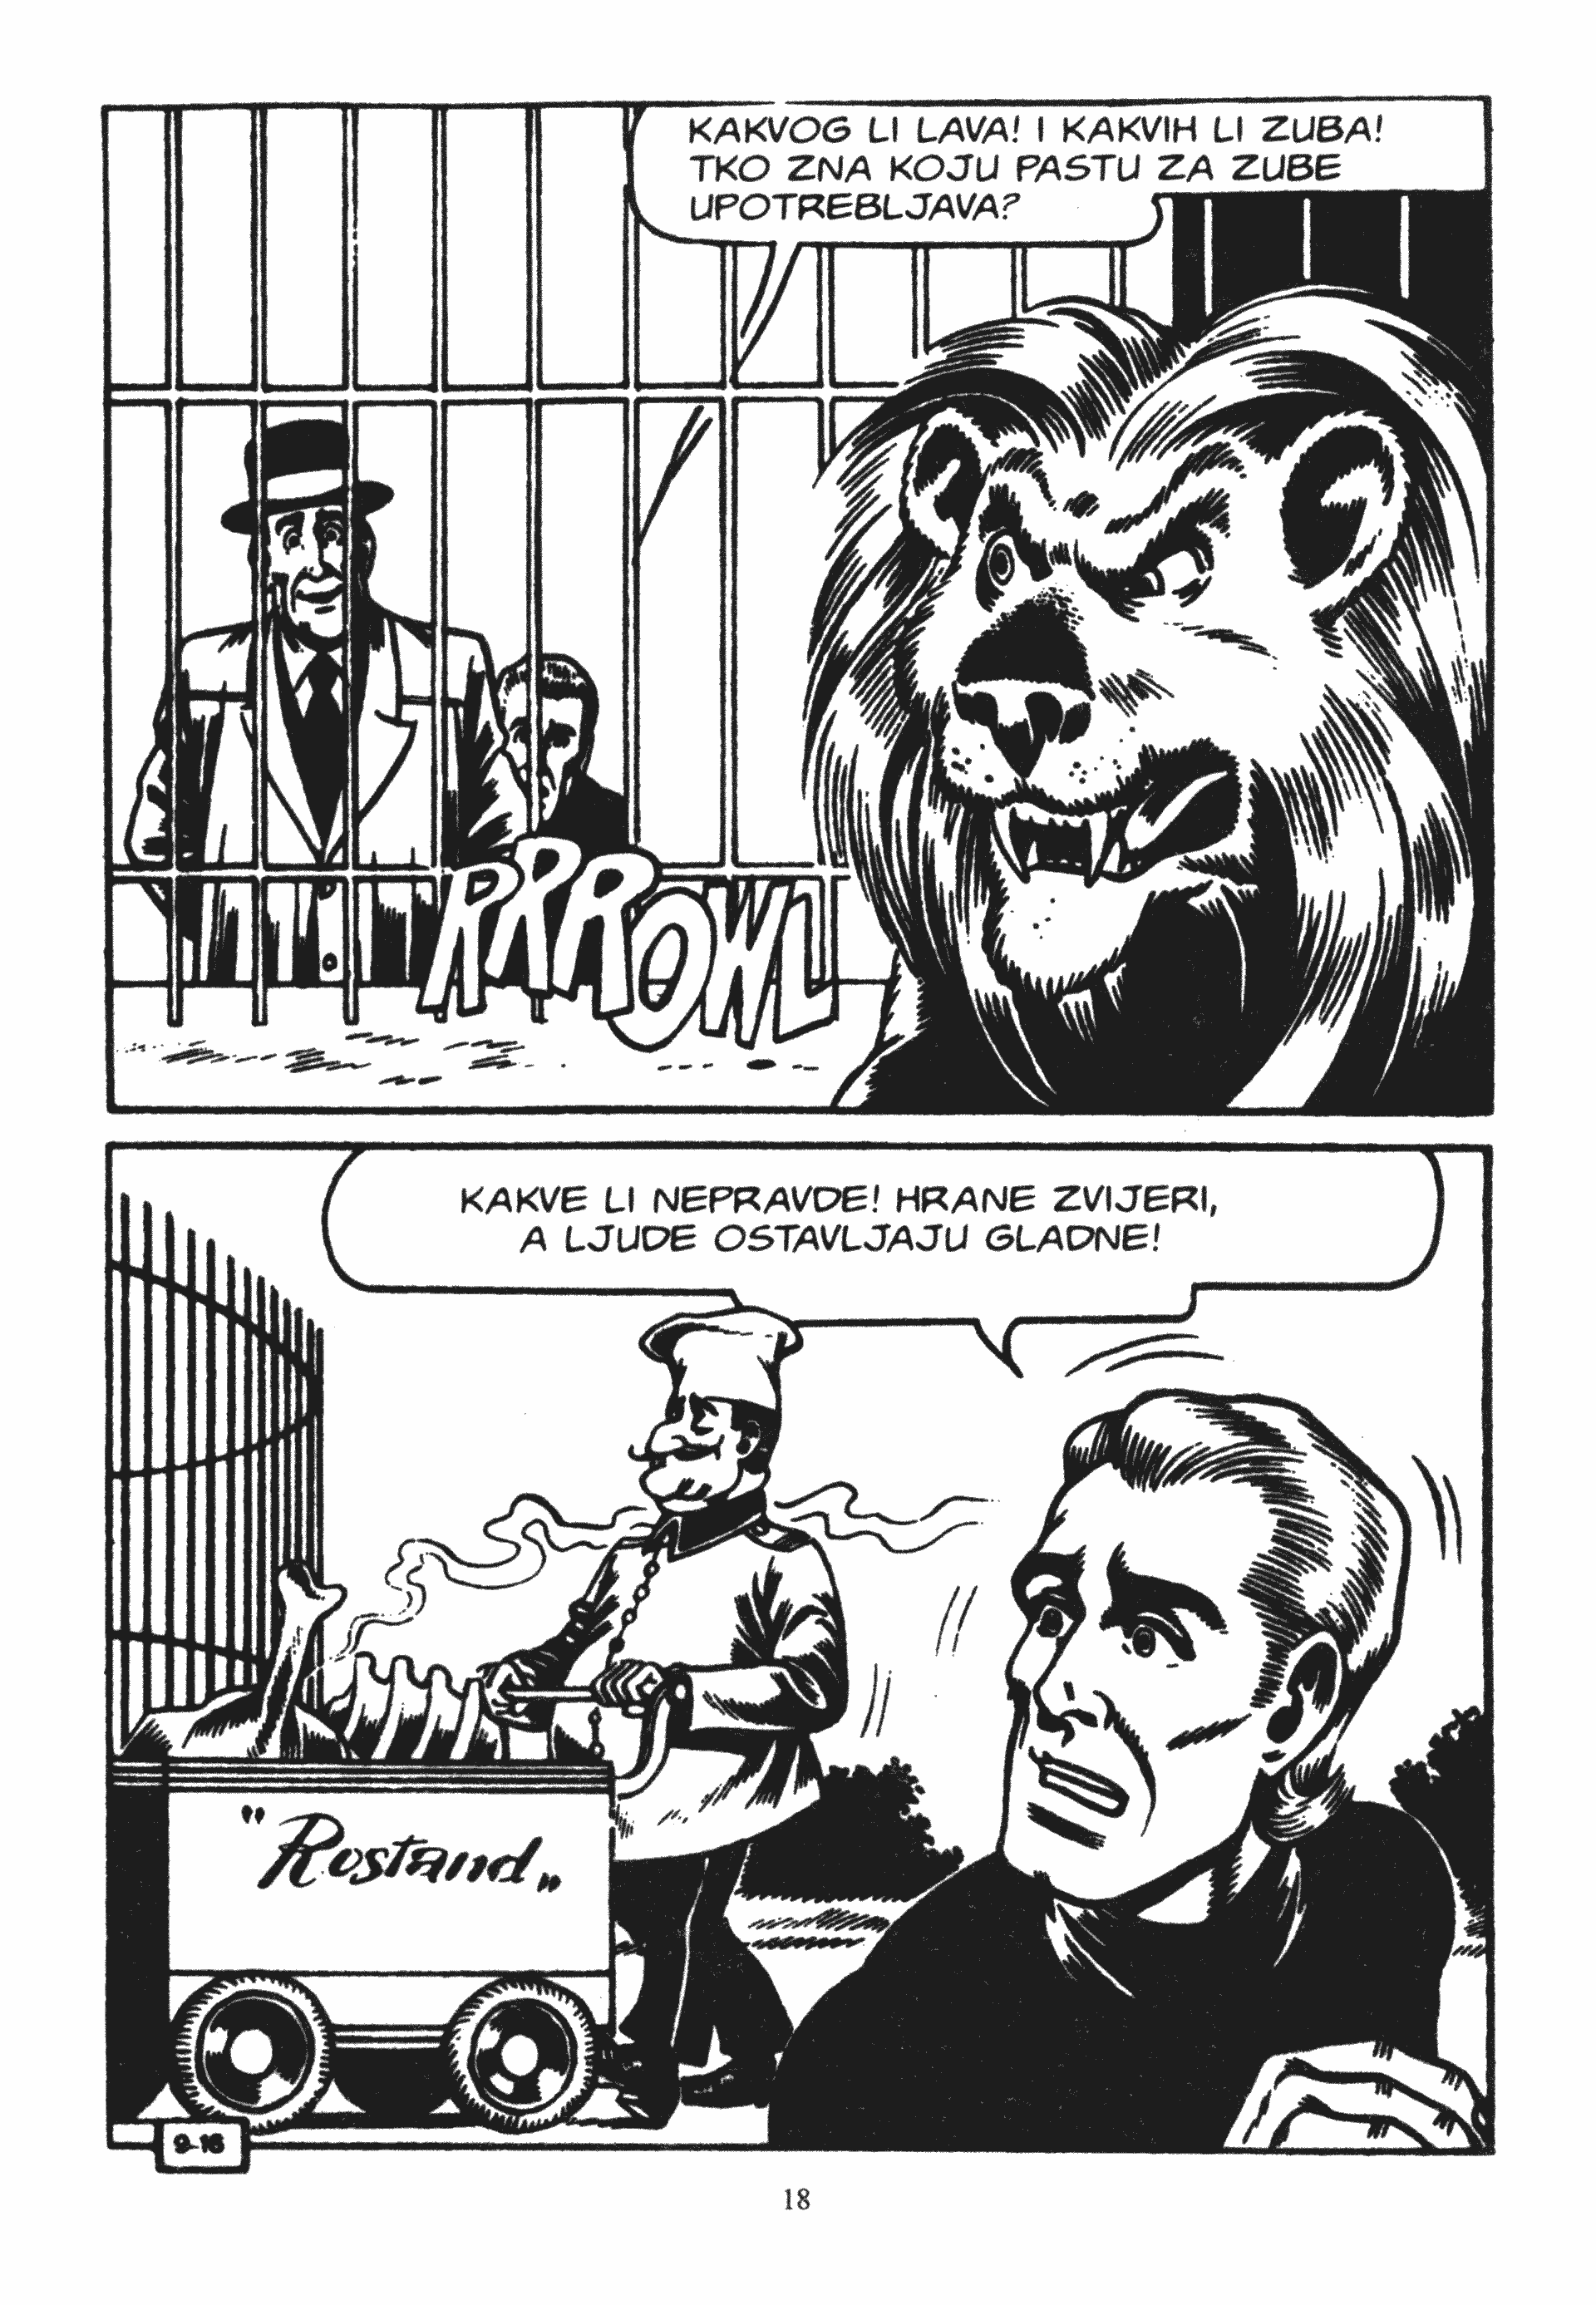 KAKVOG LI LAVA! I KAKVIH LI ZUBA!
TKO ZNA KOJU PASTU ZA ZUBE
UPOTREBLJAVA?
RRROWL
KAKVE LI NEPRAVDE! HRANE ZVIJERI,
A LJUDE OSTAVLJAJU GLADNE!
"Rostand„
9-16
18